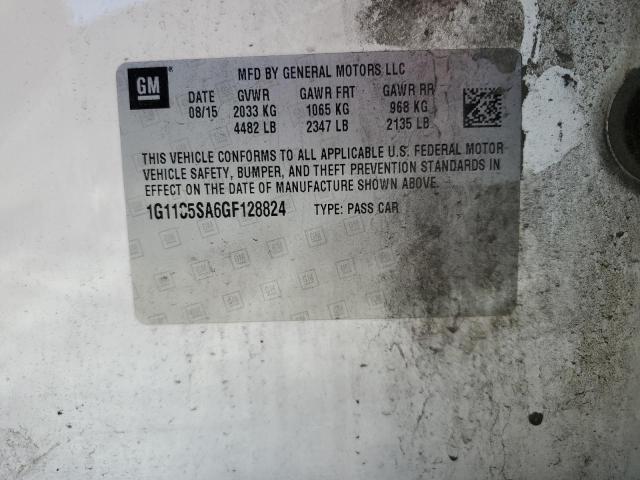 GM
MFD BY GENERAL MOTORS LLC
DATE GVWR GAWR FRT GAWR RR
08/15 2033 KG 1065 KG 968 KG
4482 LB 2347 LB 2135 LB
THIS VEHICLE CONFORMS TO ALL APPLICABLE U.S. FEDERAL MOTOR
VEHICLE SAFETY, BUMPER, AND THEFT PREVENTION STANDARDS IN
EFFECT ON THE DATE OF MANUFACTURE SHOWN ABOVE.
1G11C5SA6GF128824 TYPE: PASS CAR